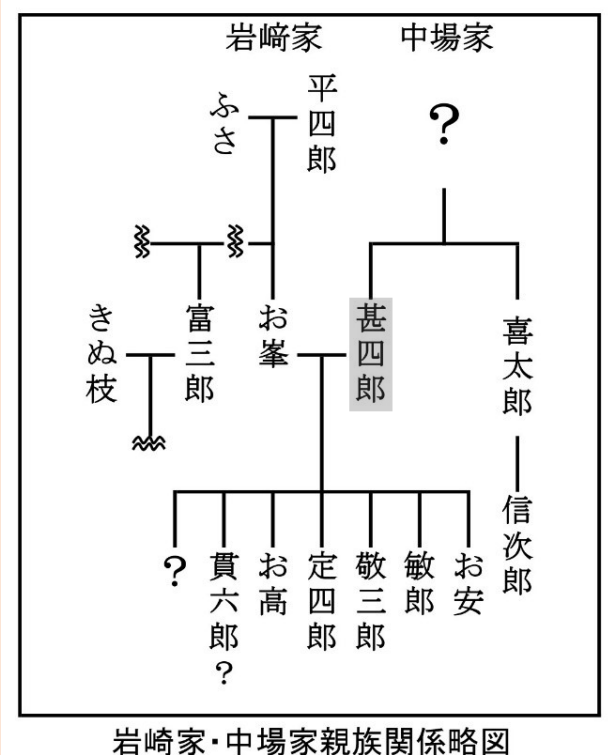 岩﨑家
中場家
平四郎
ふさ
?
お峯
富三郎
きぬ枝
甚四郎
喜太郎
信次郎
お安
敏郎
敬三郎
定四郎
お高
貫六郎?
?
岩崎家・中場家親族関係略図